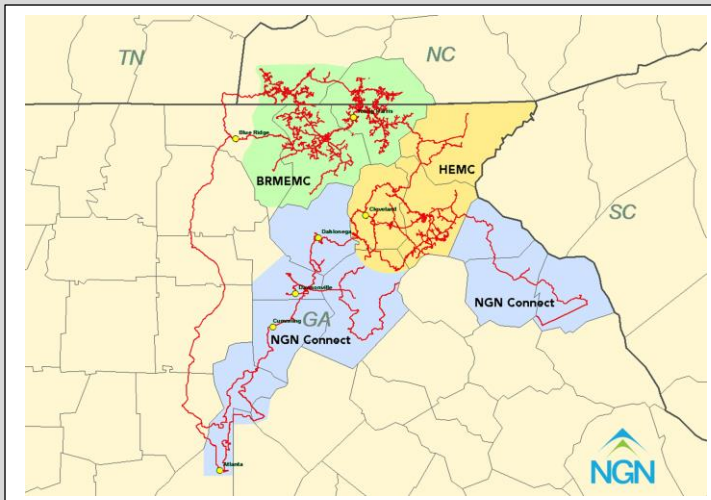 TN
NC
Blue Ridge
BRMEMC
HEMC
SC
Cleveland
Dahlonega
Dawsonville
NGN Connect
Cumming
GA
NGN Connect
Atlanta
NGN